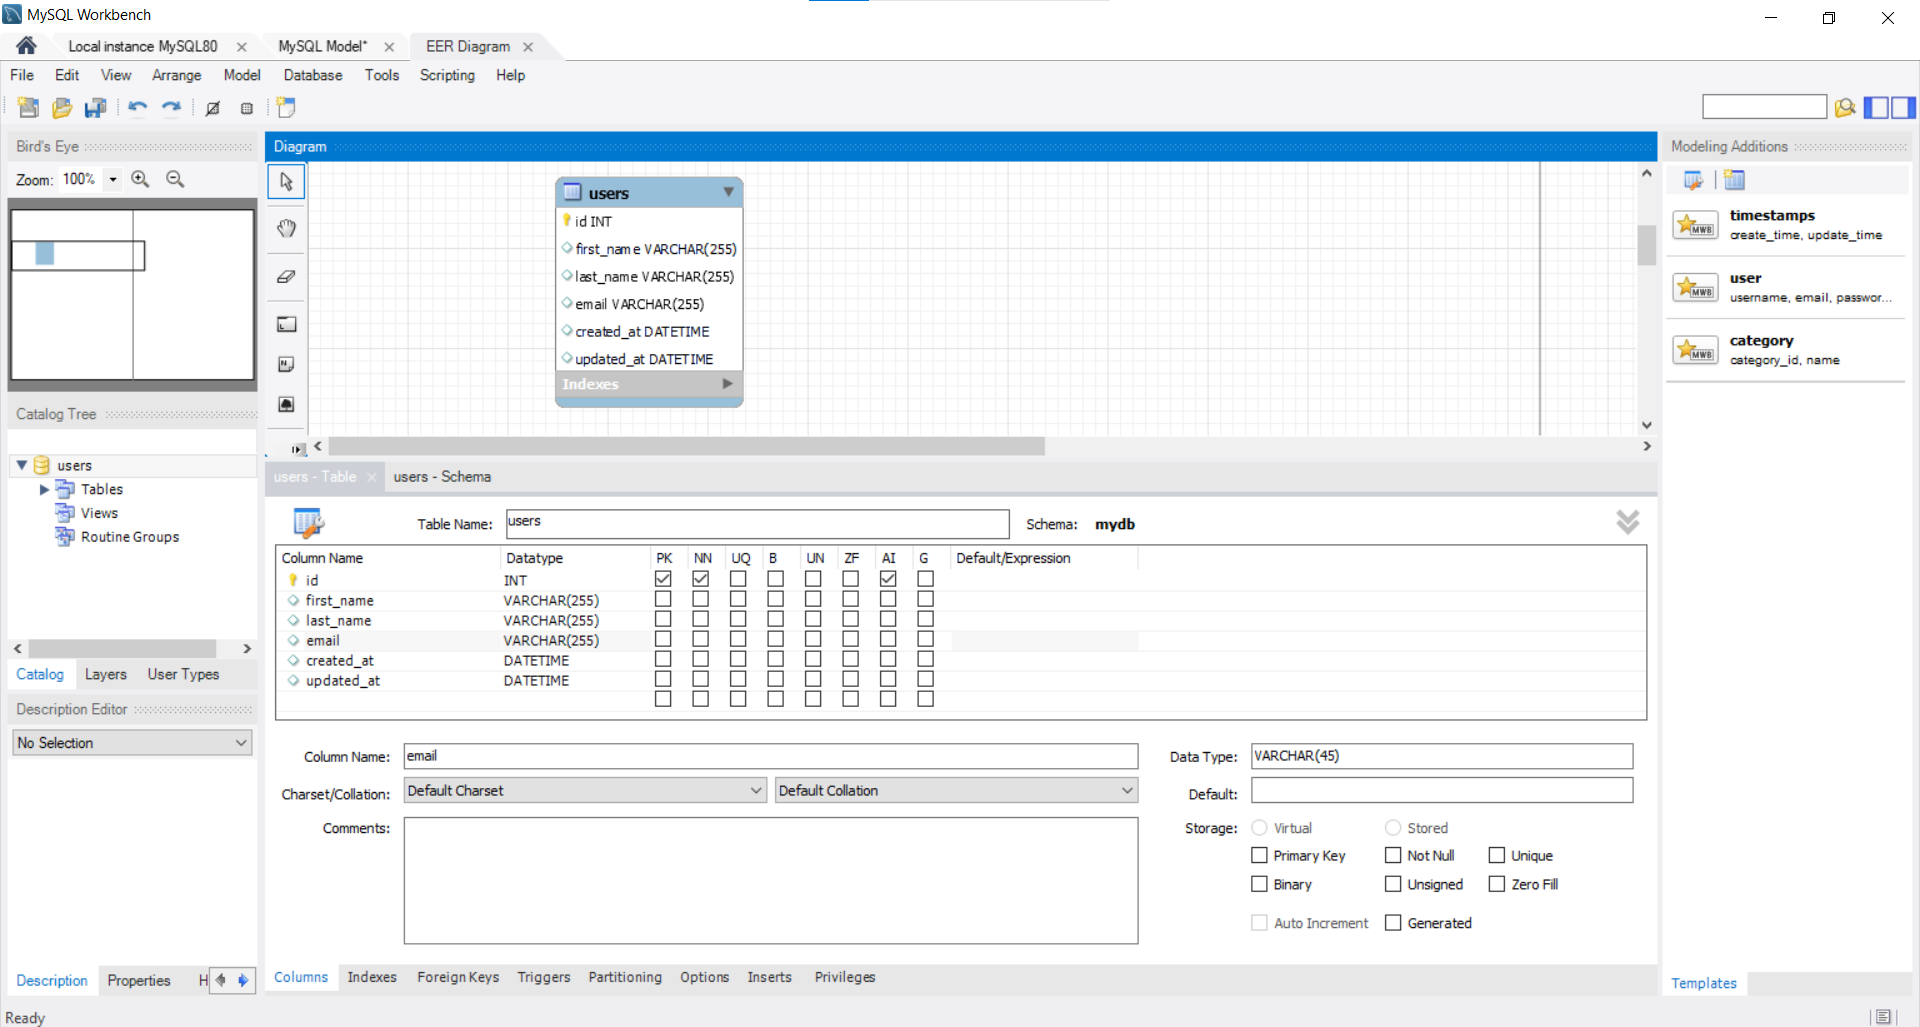 MySQL Workbench
Local instance MySQL80
MySQL Model*
EER Diagram
File Edit View Arrange Model Database Tools Scripting Help
Bird's Eye
Zoom: 100%
Catalog Tree
users
Tables
Views
Routine Groups
Catalog Layers User Types
Description Editor
No Selection
Description Properties H
Ready
Diagram
users
id INT
first_name VARCHAR(255)
last_name VARCHAR(255)
email VARCHAR(255)
created_at DATETIME
updated_at DATETIME
Indexes
users - Table
users - Schema
Table Name: users Schema: mydb
Column Name Datatype PK NN UQ B UN ZF AI G Default/Expression
id INT
first_name VARCHAR(255)
last_name VARCHAR(255)
email VARCHAR(255)
created_at DATETIME
updated_at DATETIME
Column Name: email Data Type: VARCHAR(45)
Charset/Collation: Default Charset Default Collation Default:
Comments: Storage: Virtual Stored
Primary Key Not Null Unique
Binary Unsigned Zero Fill
Auto Increment Generated
Columns Indexes Foreign Keys Triggers Partitioning Options Inserts Privileges
Modeling Additions
MWB
timestamps
create_time, update_time
MWB
user
username, email, passwor...
MWB
category
category_id, name
Templates